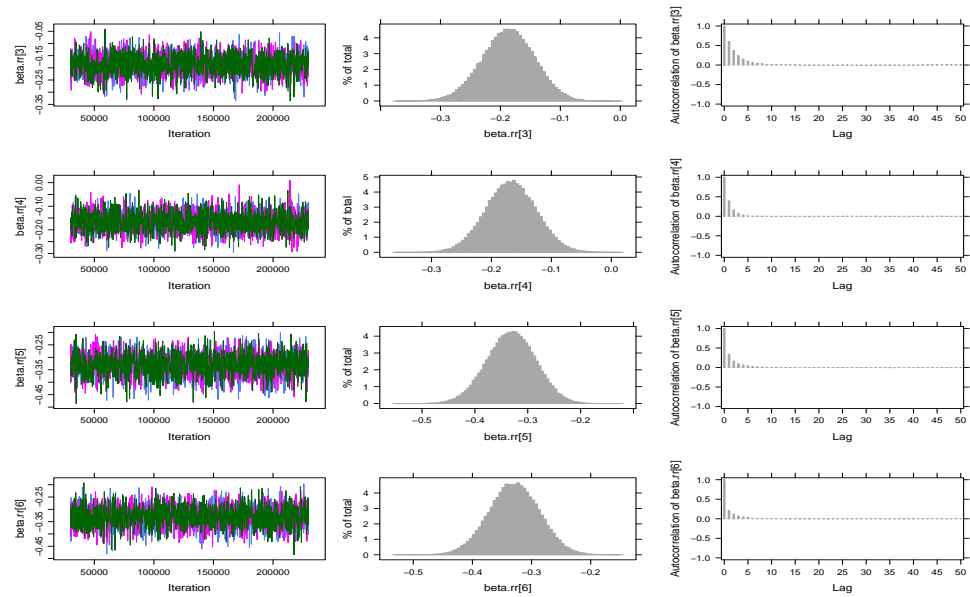 beta.rr[3]
−0.35 −0.25 −0.15 −0.05
50000 100000 150000 200000
Iteration
% of total
0 1 2 3 4
−0.3 −0.2 −0.1 0.0
beta.rr[3]
Autocorrelation of beta.rr[3]
1.0 0.5 0.0 −0.5 −1.0
0 5 10 15 20 25 30 35 40 45 50
Lag
beta.rr[4]
−0.30 −0.20 −0.10 0.00
50000 100000 150000 200000
Iteration
% of total
0 1 2 3 4 5
−0.3 −0.2 −0.1 0.0
beta.rr[4]
Autocorrelation of beta.rr[4]
1.0 0.5 0.0 −0.5 −1.0
0 5 10 15 20 25 30 35 40 45 50
Lag
beta.rr[5]
−0.45 −0.35 −0.25
50000 100000 150000 200000
Iteration
% of total
0 1 2 3 4
−0.5 −0.4 −0.3 −0.2
beta.rr[5]
Autocorrelation of beta.rr[5]
1.0 0.5 0.0 −0.5 −1.0
0 5 10 15 20 25 30 35 40 45 50
Lag
beta.rr[6]
−0.45 −0.35 −0.25
50000 100000 150000 200000
Iteration
% of total
0 1 2 3 4
−0.5 −0.4 −0.3 −0.2
beta.rr[6]
Autocorrelation of beta.rr[6]
1.0 0.5 0.0 −0.5 −1.0
0 5 10 15 20 25 30 35 40 45 50
Lag